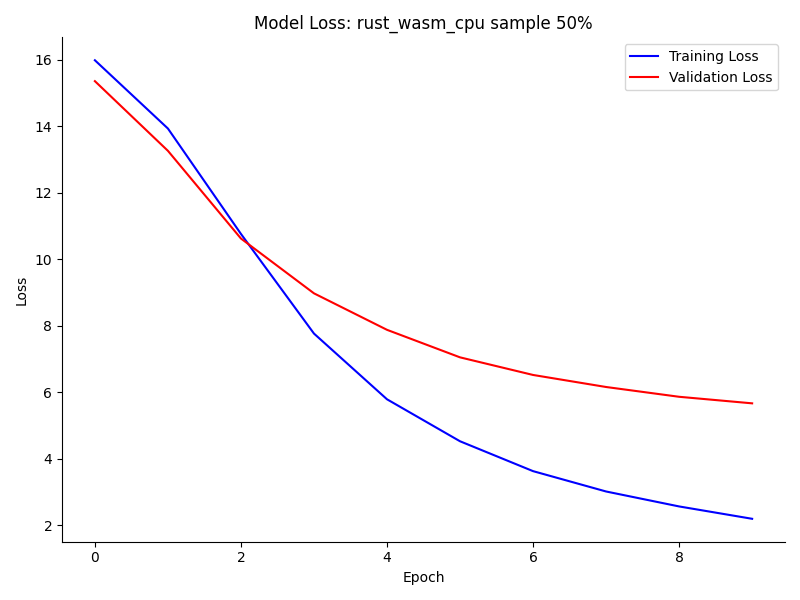 Model Loss: rust_wasm_cpu sample 50%
Training Loss
Validation Loss
16
14
12
10
8
6
4
2
Loss
0 2 4 6 8
Epoch